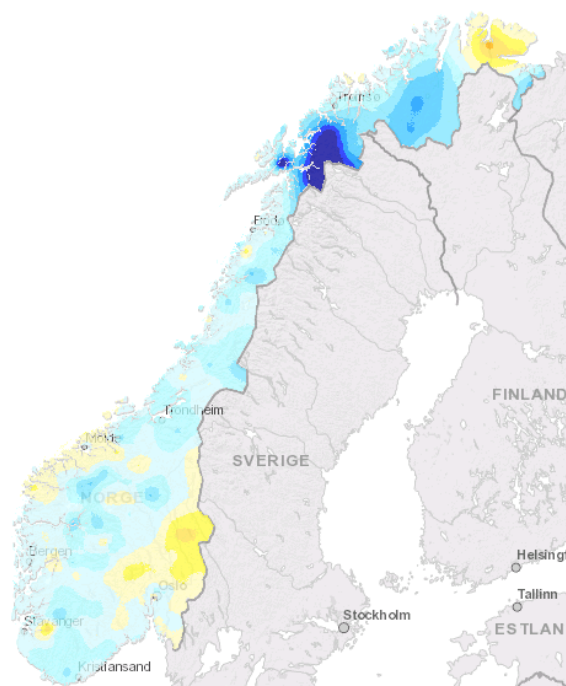 Tromsø
Bodø
FINLAND
Trondheim
Molde
SVERIGE
NORGE
Bergen
Helsingf
Oslo
Tallinn
Stockholm
Stavanger
ESTLAN
Kristiansand